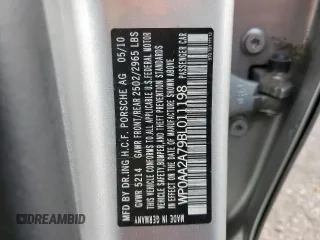 MFD BY DR.ING.H.C.F. PORSCHE AG 05/10
GVWR 5214 GAWR FRONT/REAR 2502/2965 LBS
THIS VEHICLE CONFORMS TO ALL APPLICABLE U.S.FEDERAL MOTOR
VEHICLE SAFETY, BUMPER, AND THEFT PREVENTION STANDARDS
IN EFFECT ON THE DATE OF MANUFACTURE SHOWN ABOVE.
WP0AA2A79BL011198 PASSENGER CAR
MADE IN GERMANY
AUTOBIDMASTER